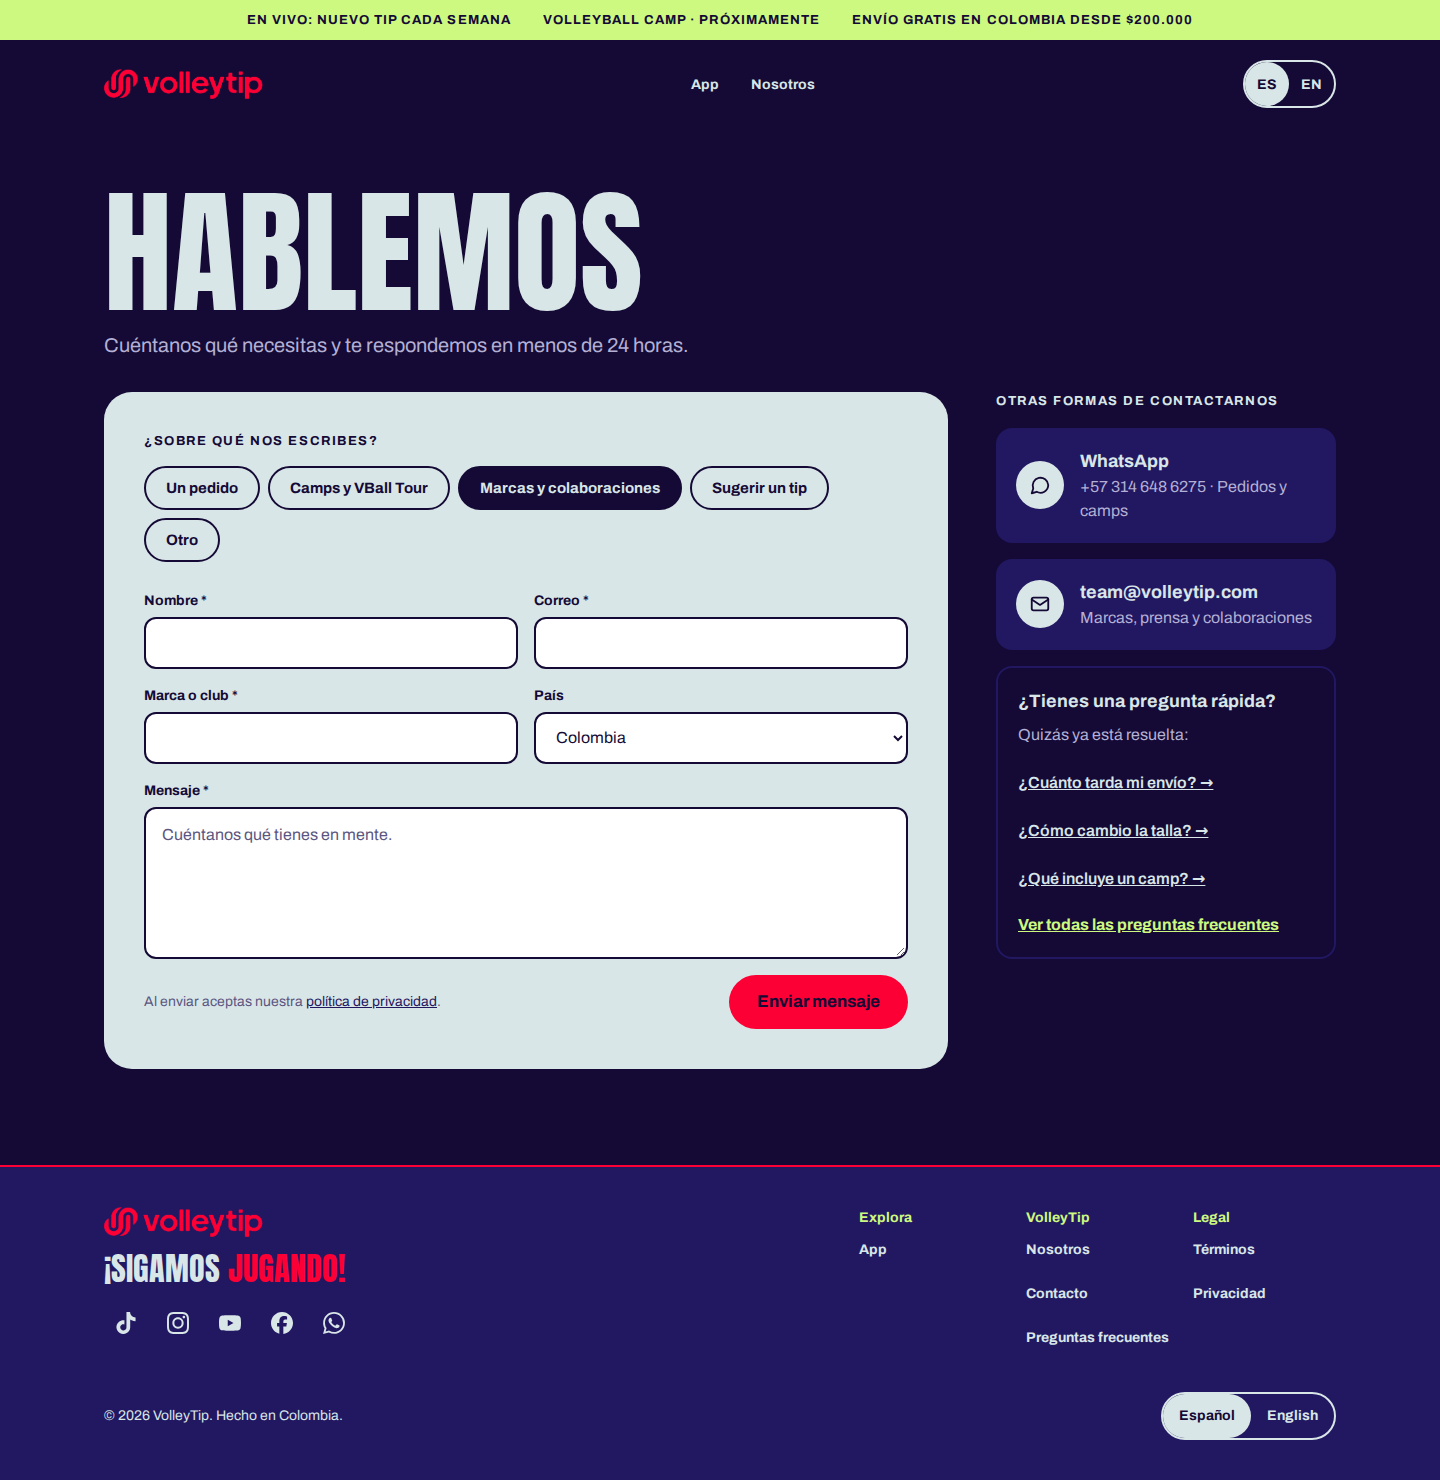 EN VIVO: NUEVO TIP CADA SEMANA
VOLLEYBALL CAMP · PRÓXIMAMENTE
ENVÍO GRATIS EN COLOMBIA DESDE $200.000
volleytip
App
Nosotros
ES
EN
HABLEMOS
Cuéntanos qué necesitas y te respondemos en menos de 24 horas.
¿SOBRE QUÉ NOS ESCRIBES?
Un pedido
Camps y VBall Tour
Marcas y colaboraciones
Sugerir un tip
Otro
Nombre *
Correo *
Marca o club *
País
Colombia
Mensaje *
Cuéntanos qué tienes en mente.
Al enviar aceptas nuestra política de privacidad.
Enviar mensaje
OTRAS FORMAS DE CONTACTARNOS
WhatsApp
+57 314 648 6275 · Pedidos y
camps
team@volleytip.com
Marcas, prensa y colaboraciones
¿Tienes una pregunta rápida?
Quizás ya está resuelta:
¿Cuánto tarda mi envío? →
¿Cómo cambio la talla? →
¿Qué incluye un camp? →
Ver todas las preguntas frecuentes
volleytip
¡SIGAMOS JUGANDO!
Explora
App
VolleyTip
Nosotros
Contacto
Preguntas frecuentes
Legal
Términos
Privacidad
© 2026 VolleyTip. Hecho en Colombia.
Español
English